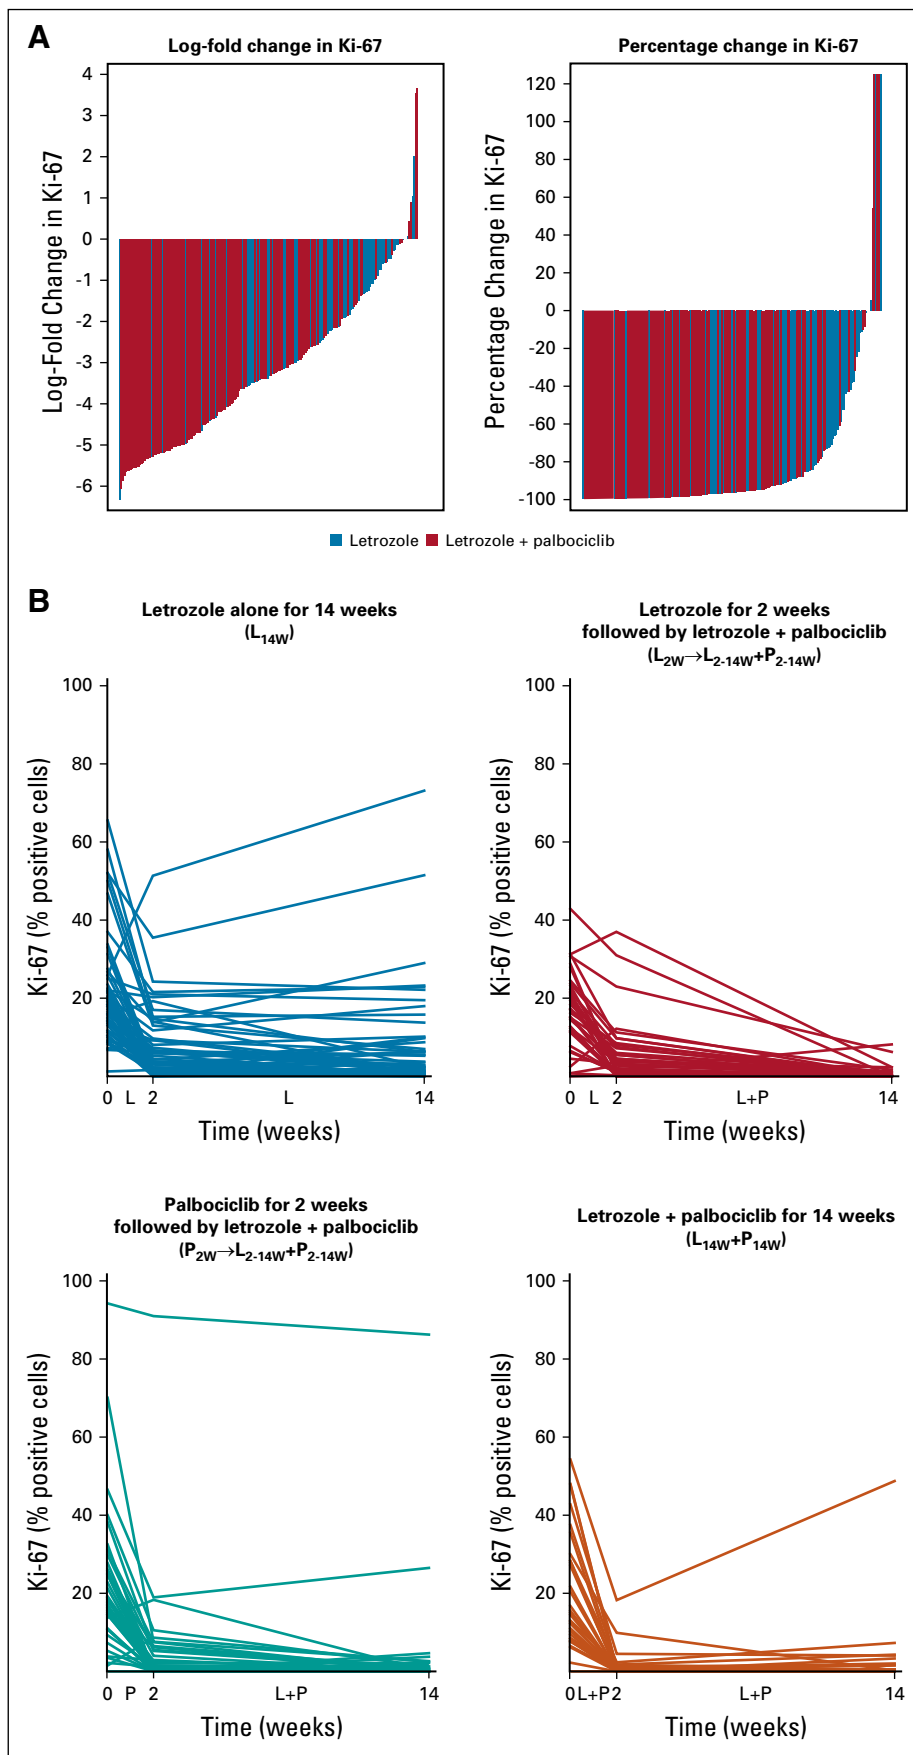 A
Log-fold change in Ki-67
Log-Fold Change in Ki-67
4
3
2
1
0
-1
-2
-3
-4
-5
-6
Percentage change in Ki-67
Percentage Change in Ki-67
120
100
80
60
40
20
0
-20
-40
-60
-80
-100
Letrozole Letrozole + palbociclib
B
Letrozole alone for 14 weeks
(L14W)
Ki-67 (% positive cells)
100
80
60
40
20
0 L 2 L 14
Time (weeks)
Letrozole for 2 weeks
followed by letrozole + palbociclib
(L2W→L2-14W+P2-14W)
Ki-67 (% positive cells)
100
80
60
40
20
0 L 2 L+P 14
Time (weeks)
Palbociclib for 2 weeks
followed by letrozole + palbociclib
(P2W→L2-14W+P2-14W)
Ki-67 (% positive cells)
100
80
60
40
20
0 P 2 L+P 14
Time (weeks)
Letrozole + palbociclib for 14 weeks
(L14W+P14W)
Ki-67 (% positive cells)
100
80
60
40
20
0 L+P 2 L+P 14
Time (weeks)